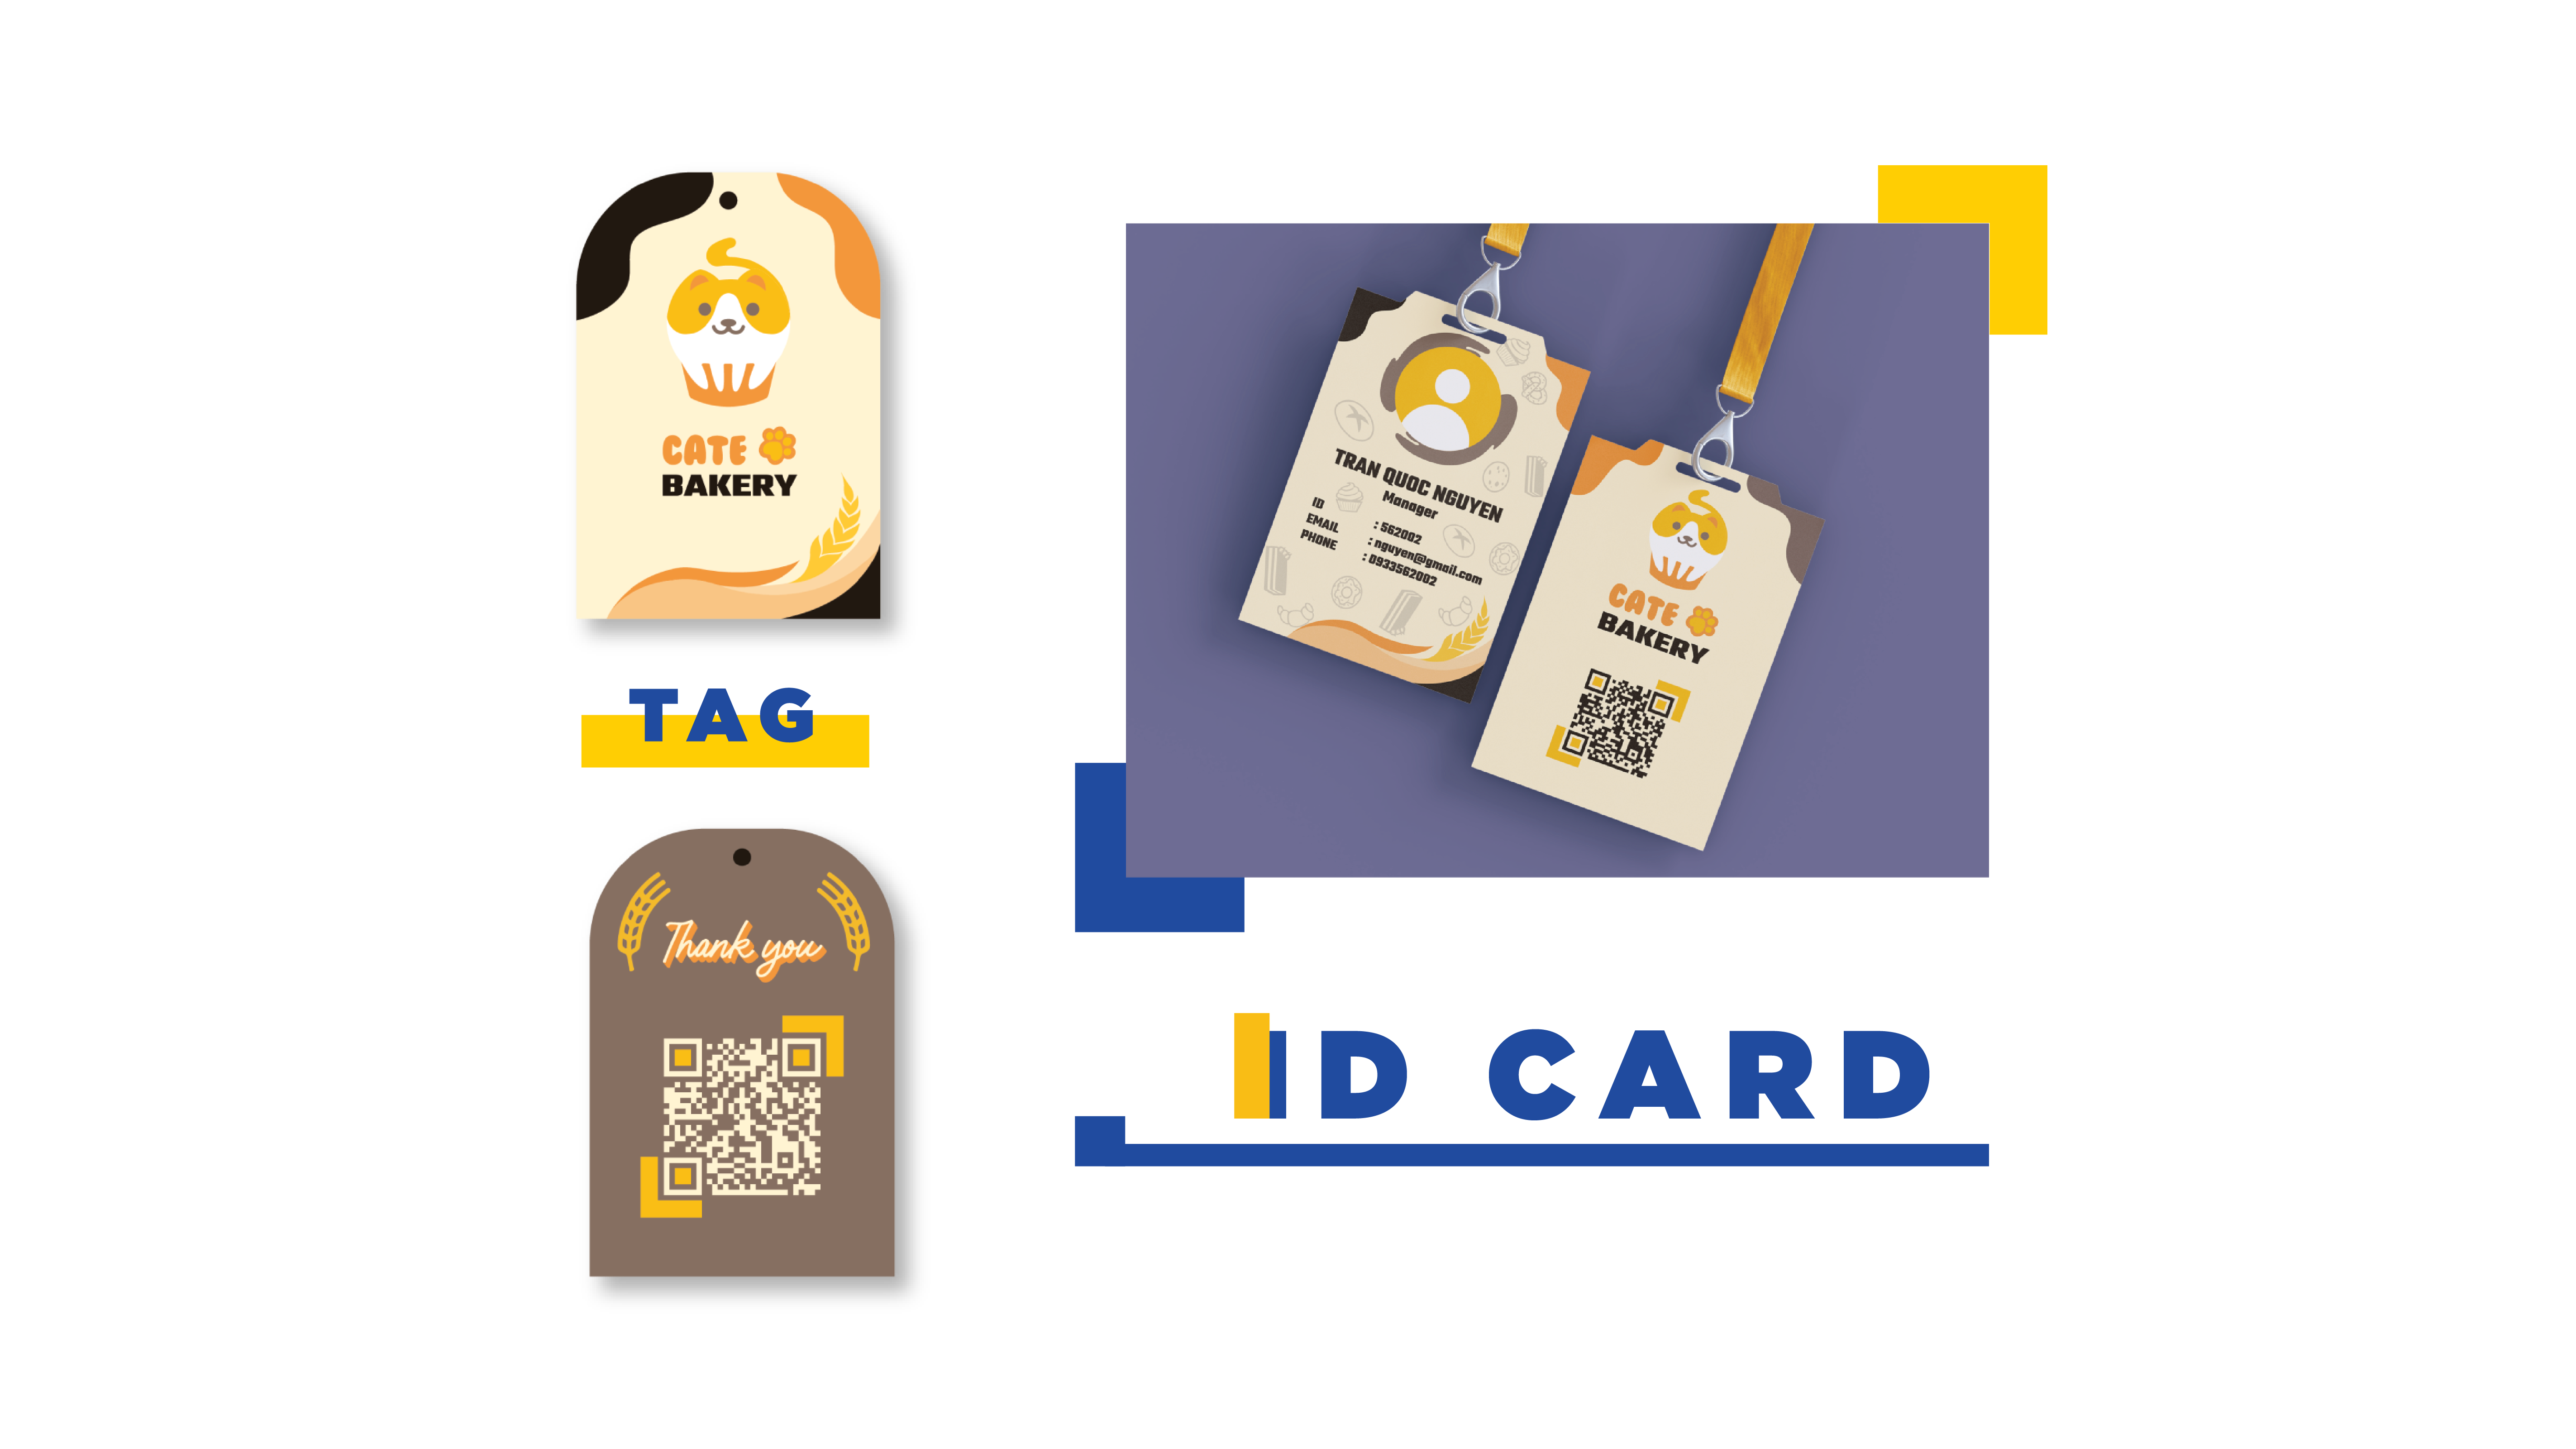 CATE
BAKERY
TAG
Thank you
TRAN QUOC NGUYEN
Manager
ID : 562002
EMAIL : nguyen@gmail.com
PHONE : 0933562002
CATE
BAKERY
ID CARD